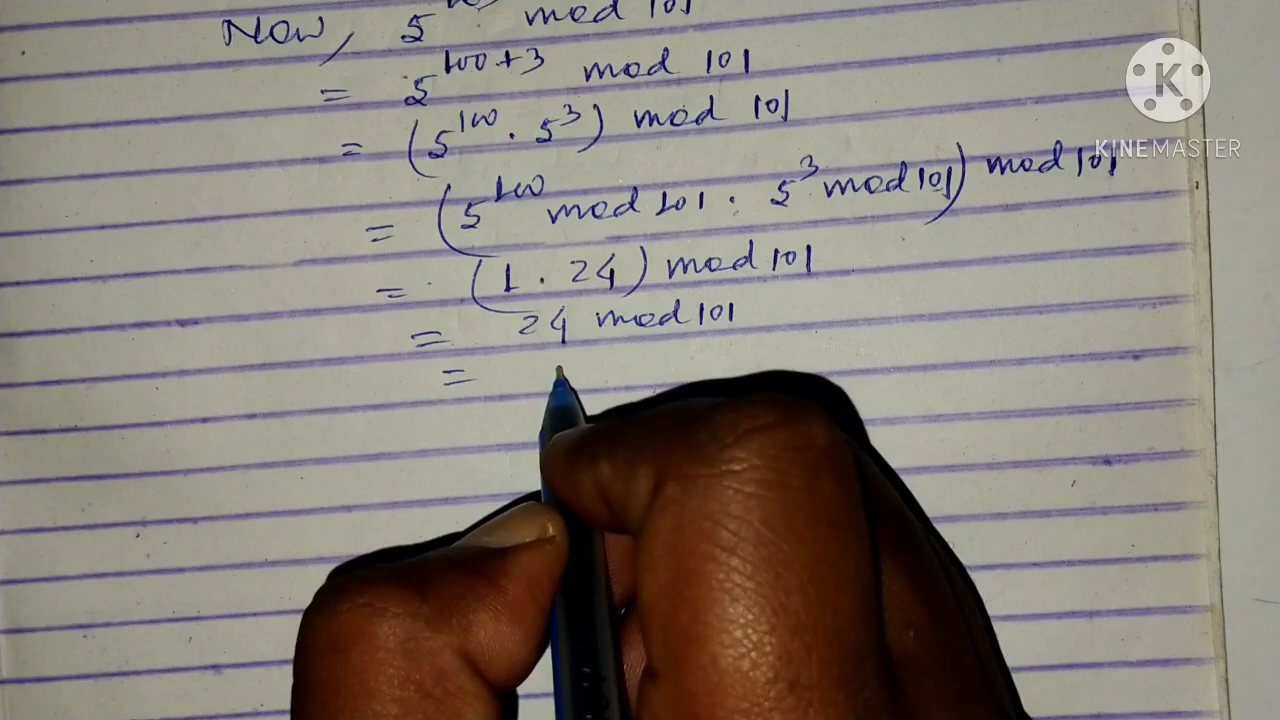 Now, 5 mod 101
= 5^100+3 mod 101
= (5^100 . 5^3) mod 101
= (5^100 mod 101 . 5^3 mod 101) mod 101
= (1 . 24) mod 101
= 24 mod 101
=
K
KINEMASTER